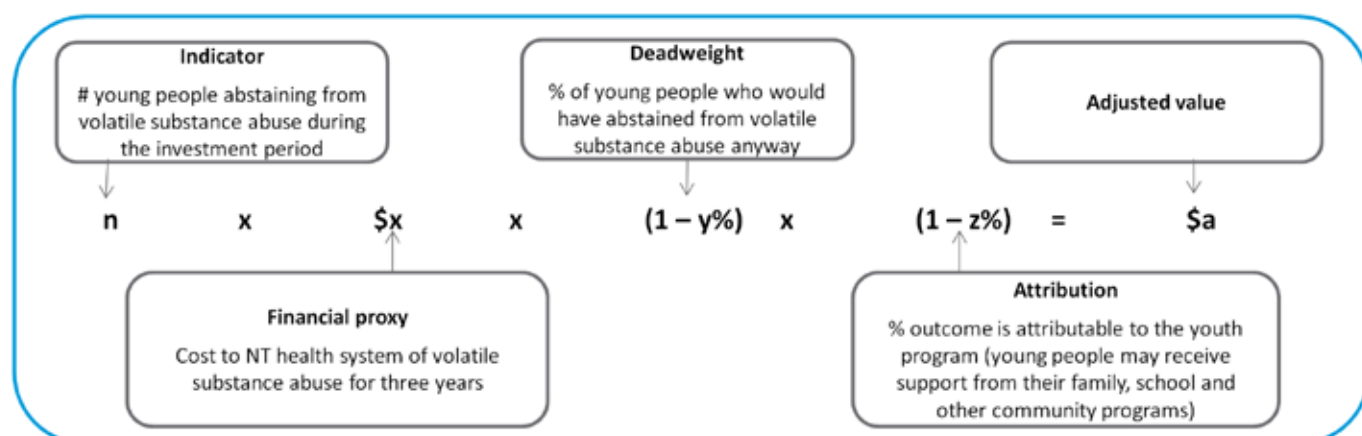 Indicator
# young people abstaining from
volatile substance abuse during
the investment period
Deadweight
% of young people who would
have abstained from volatile
substance abuse anyway
Adjusted value
n x $x x (1 – y%) x (1 – z%) = $a
Financial proxy
Cost to NT health system of volatile
substance abuse for three years
Attribution
% outcome is attributable to the youth
program (young people may receive
support from their family, school and
other community programs)